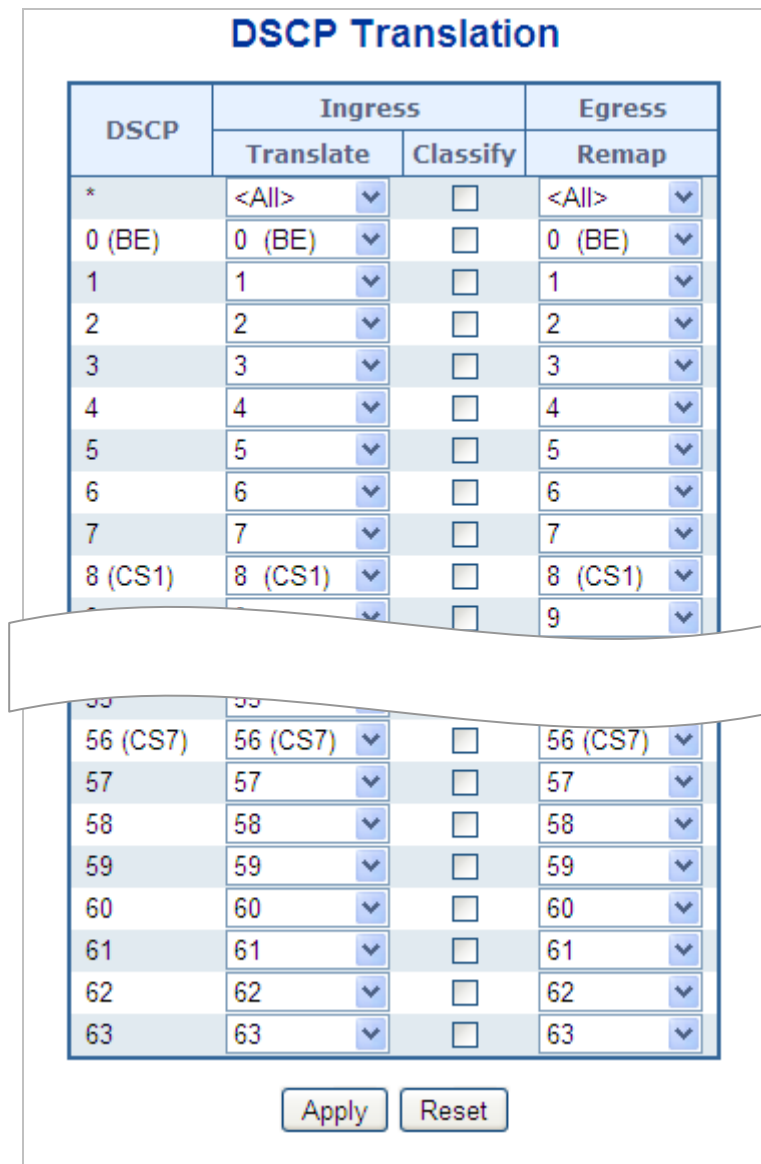 DSCP Translation
DSCP Ingress Egress
Translate Classify Remap
* <All> <All>
0 (BE) 0 (BE) 0 (BE)
1 1 1
2 2 2
3 3 3
4 4 4
5 5 5
6 6 6
7 7 7
8 (CS1) 8 (CS1) 8 (CS1)
9
56 (CS7) 56 (CS7) 56 (CS7)
57 57 57
58 58 58
59 59 59
60 60 60
61 61 61
62 62 62
63 63 63
Apply Reset